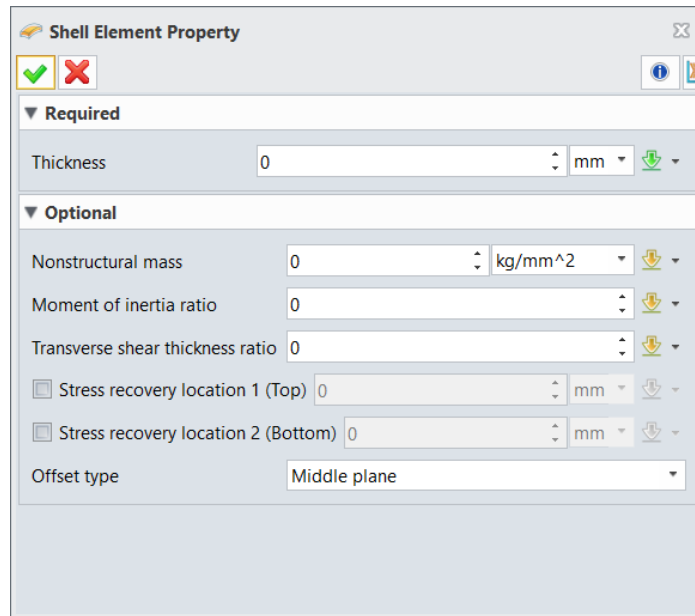 Shell Element Property
Required
Thickness 0 mm
Optional
Nonstructural mass 0 kg/mm^2
Moment of inertia ratio 0
Transverse shear thickness ratio 0
Stress recovery location 1 (Top) 0 mm
Stress recovery location 2 (Bottom) 0 mm
Offset type Middle plane